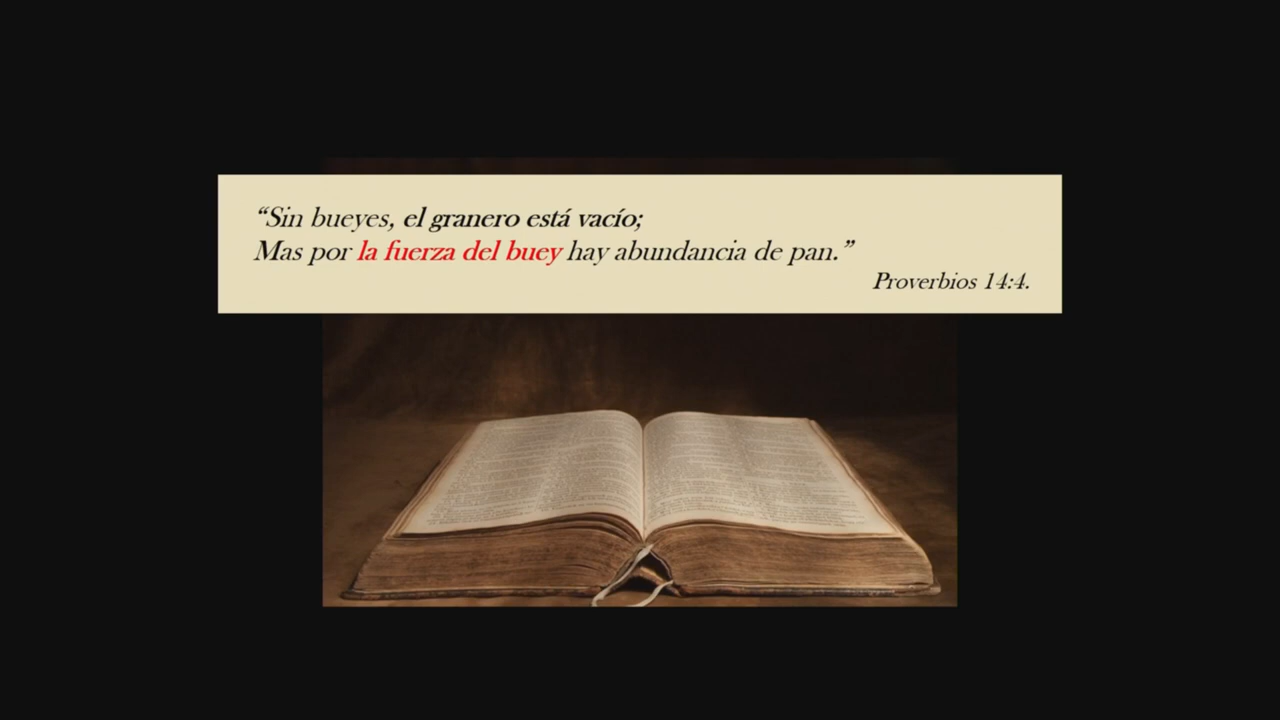 “Sin bueyes, el granero está vacío;
Mas por la fuerza del buey hay abundancia de pan.”
Proverbios 14:4.